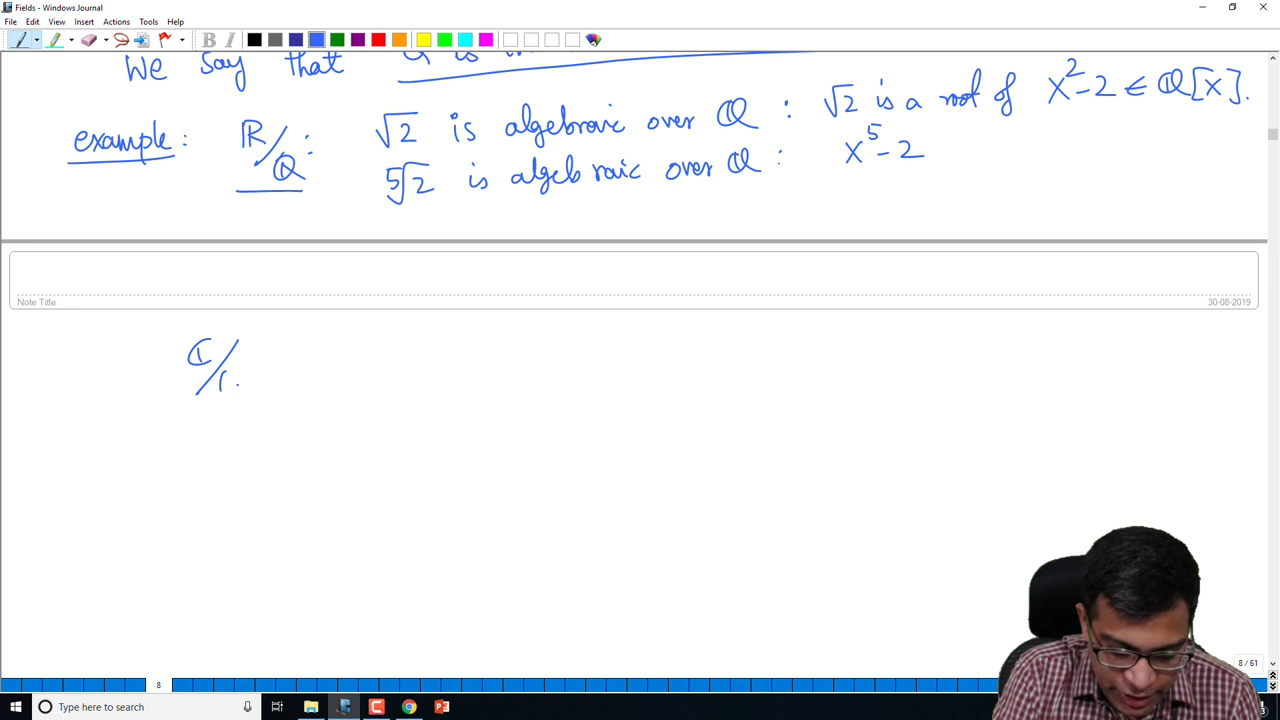 Fields - Windows Journal
File Edit View Insert Actions Tools Help
We say that
example: ℝ/ℚ: √2 is algebraic over ℚ : √2 is a root of x²-2 ∈ ℚ[x].
⁵√2 is algebraic over ℚ : x⁵-2
Note Title
30-08-2019
ℂ/
8 / 61
8
Type here to search